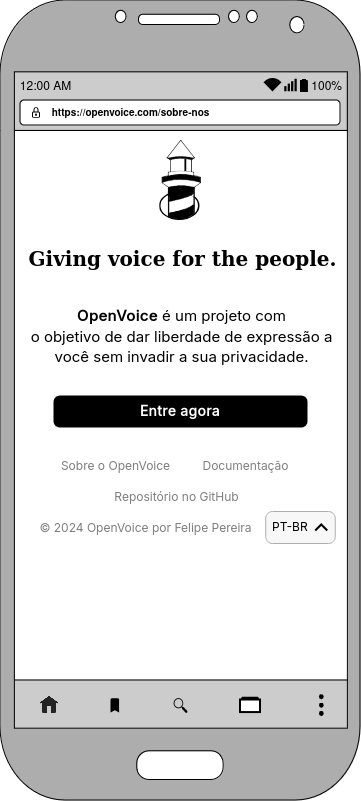 12:00 AM 100%
https://openvoice.com/sobre-nos
Giving voice for the people.
OpenVoice é um projeto com
o objetivo de dar liberdade de expressão a
você sem invadir a sua privacidade.
Entre agora
Sobre o OpenVoice Documentação
Repositório no GitHub
© 2024 OpenVoice por Felipe Pereira PT-BR